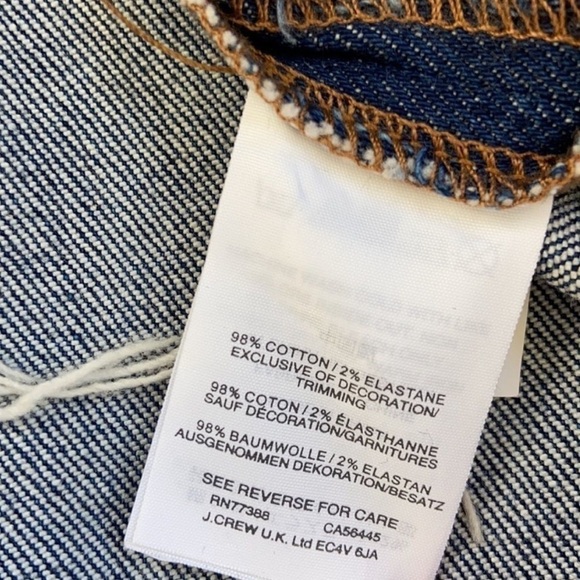 98% COTTON / 2% ELASTANE
EXCLUSIVE OF DECORATION/
TRIMMING
98% COTON / 2% ÉLASTHANNE
SAUF DÉCORATION/GARNITURES
98% BAUMWOLLE / 2% ELASTAN
AUSGENOMMEN DEKORATION/BESATZ
SEE REVERSE FOR CARE
RN77388 CA56445
J.CREW U.K. Ltd EC4V 6JA